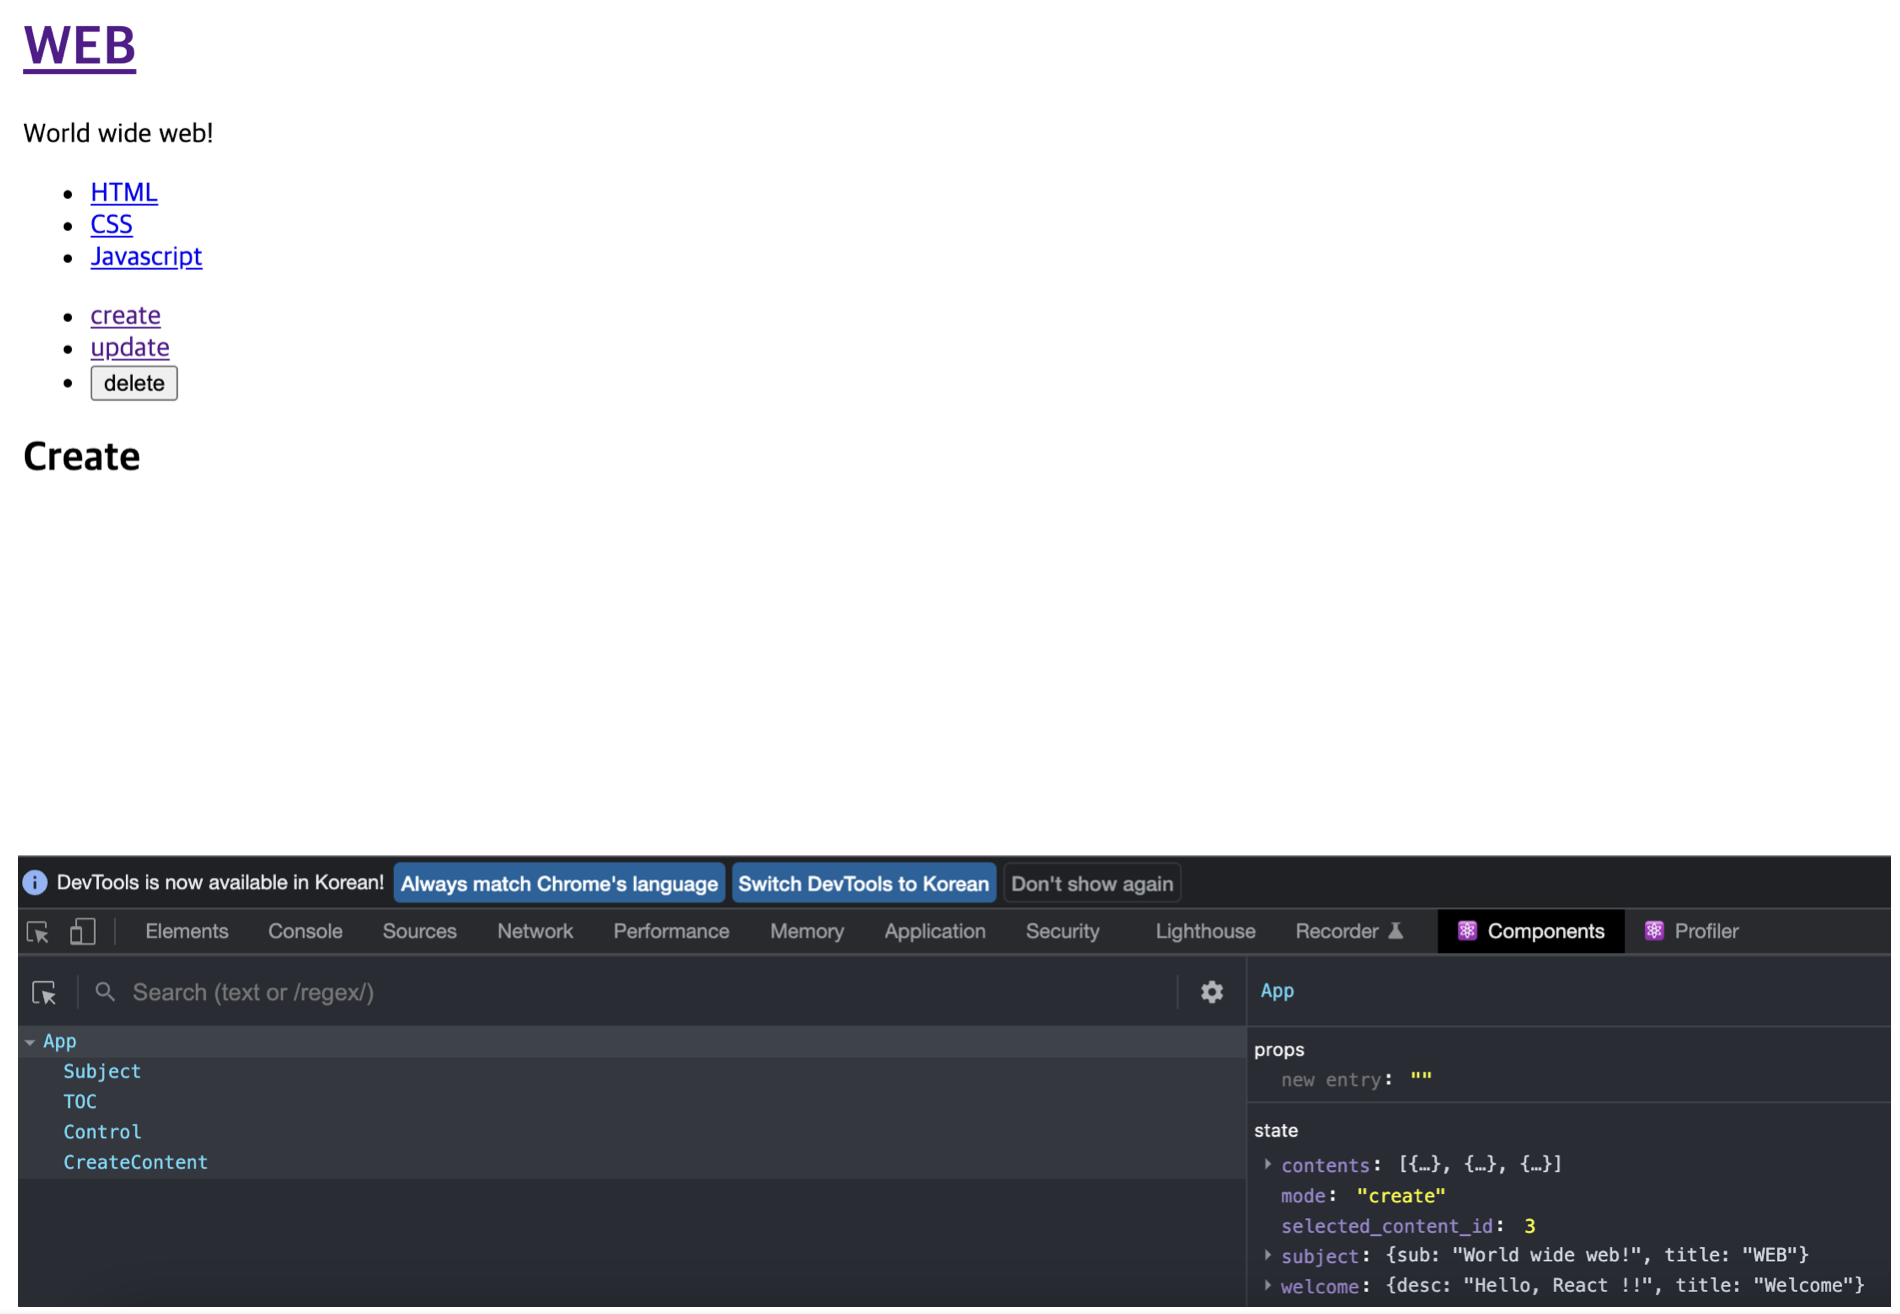 WEB
World wide web!
HTML
CSS
Javascript
create
update
delete
Create
DevTools is now available in Korean! Always match Chrome's language Switch DevTools to Korean Don't show again
Elements Console Sources Network Performance Memory Application Security Lighthouse Recorder Components Profiler
Search (text or /regex/)
App
Subject
TOC
Control
CreateContent
App
props
new entry: ""
state
contents: [{…}, {…}, {…}]
mode: "create"
selected_content_id: 3
subject: {sub: "World wide web!", title: "WEB"}
welcome: {desc: "Hello, React !!", title: "Welcome"}